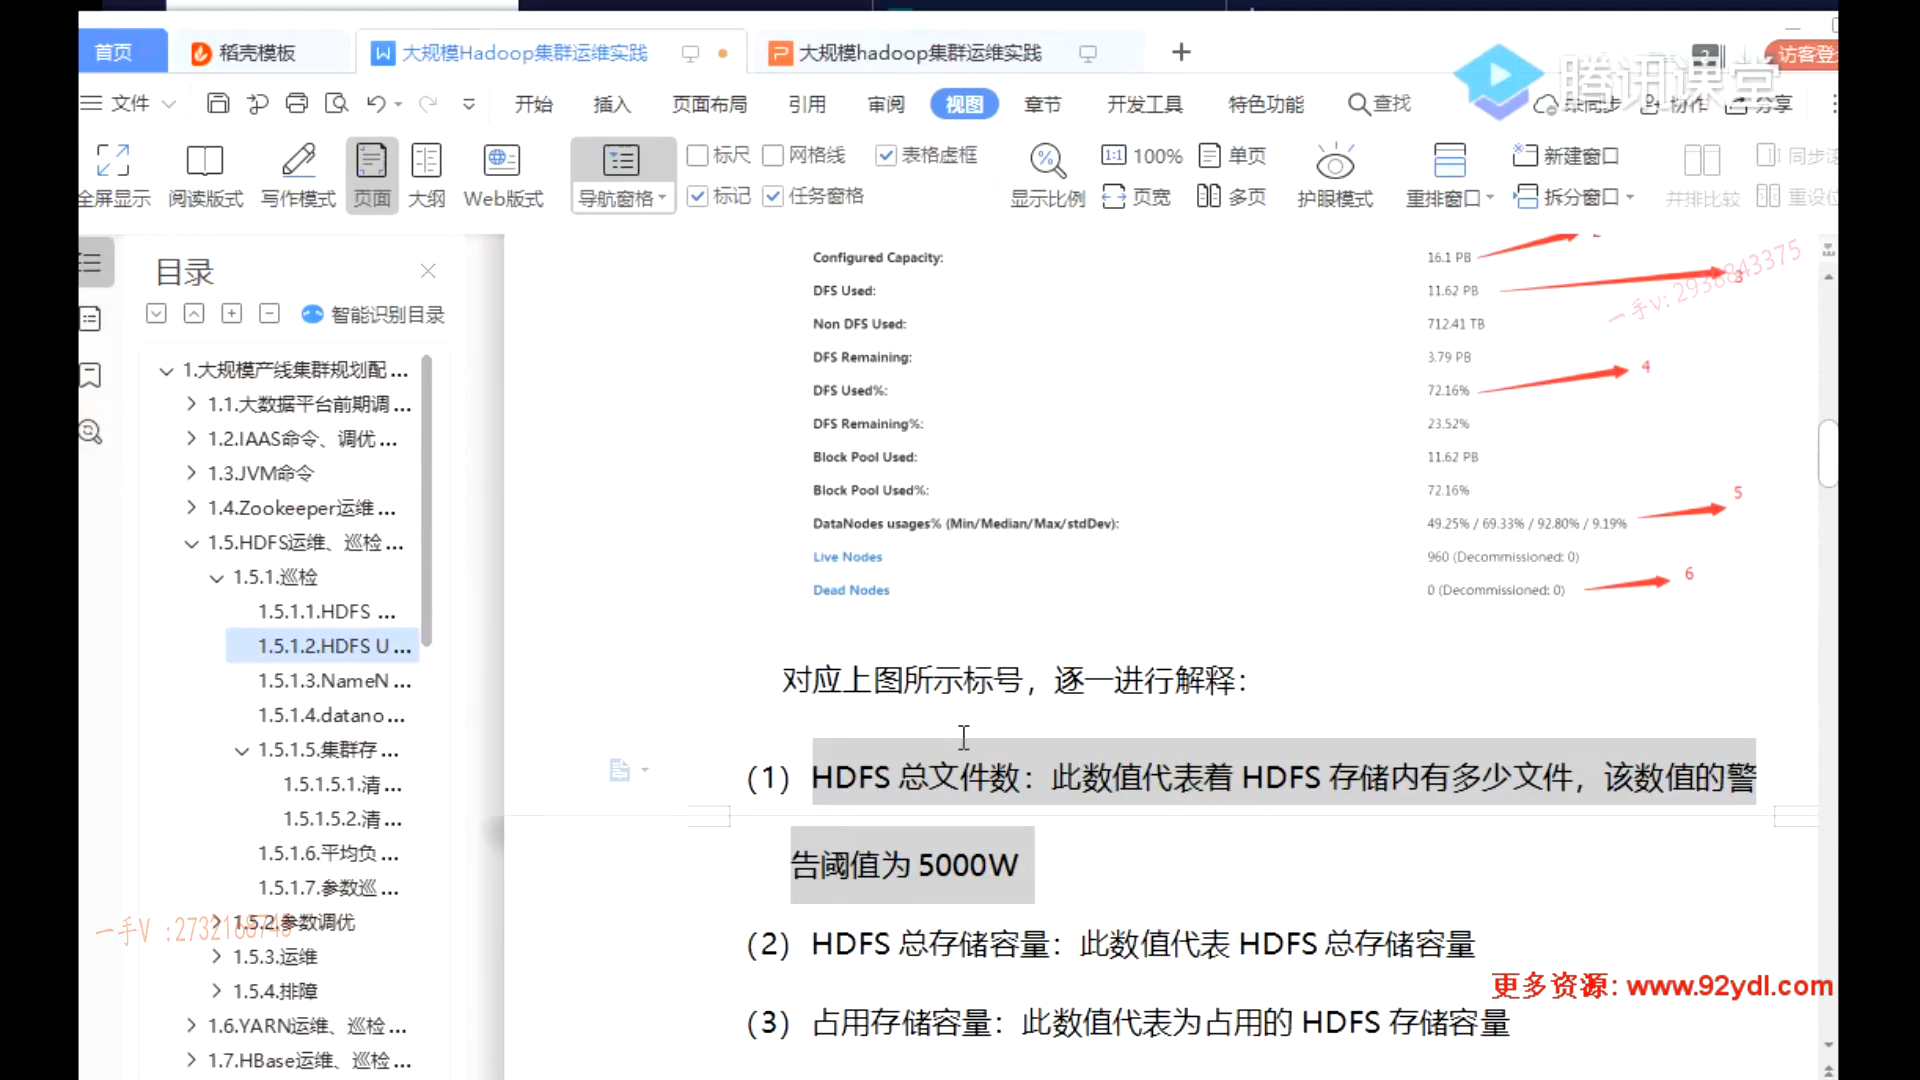 首页
稻壳模板
大规模Hadoop集群运维实践
大规模hadoop集群运维实践
访客登
腾讯课堂
文件
开始
插入
页面布局
引用
审阅
视图
章节
开发工具
特色功能
查找
未同步
协作
分享
全屏显示
阅读版式
写作模式
页面
大纲
Web版式
导航窗格
标尺
网格线
表格虚框
标记
任务窗格
显示比例
100%
页宽
单页
多页
护眼模式
重排窗口
新建窗口
拆分窗口
并排比较
同步滚
重设位
目录
智能识别目录
1.大规模产线集群规划配...
1.1.大数据平台前期调...
1.2.IAAS命令、调优...
1.3.JVM命令
1.4.Zookeeper运维...
1.5.HDFS运维、巡检...
1.5.1.巡检
1.5.1.1.HDFS ...
1.5.1.2.HDFS U...
1.5.1.3.NameN...
1.5.1.4.datano...
1.5.1.5.集群存...
1.5.1.5.1.清...
1.5.1.5.2.清...
1.5.1.6.平均负...
1.5.1.7.参数巡...
1.5.2.参数调优
1.5.3.运维
1.5.4.排障
1.6.YARN运维、巡检...
1.7.HBase运维、巡检...
Configured Capacity: 16.1 PB 2
DFS Used: 11.62 PB 3
Non DFS Used: 712.41 TB
DFS Remaining: 3.79 PB
DFS Used%: 72.16% 4
DFS Remaining%: 23.52%
Block Pool Used: 11.62 PB
Block Pool Used%: 72.16%
DataNodes usages% (Min/Median/Max/stdDev): 49.25% / 69.33% / 92.80% / 9.19% 5
Live Nodes 960 (Decommissioned: 0)
Dead Nodes 0 (Decommissioned: 0) 6
对应上图所示标号，逐一进行解释：
（1） HDFS 总文件数：此数值代表着 HDFS 存储内有多少文件，该数值的警
告阈值为 5000W
（2） HDFS 总存储容量：此数值代表 HDFS 总存储容量
（3） 占用存储容量：此数值代表为占用的 HDFS 存储容量
更多资源: www.92ydl.com